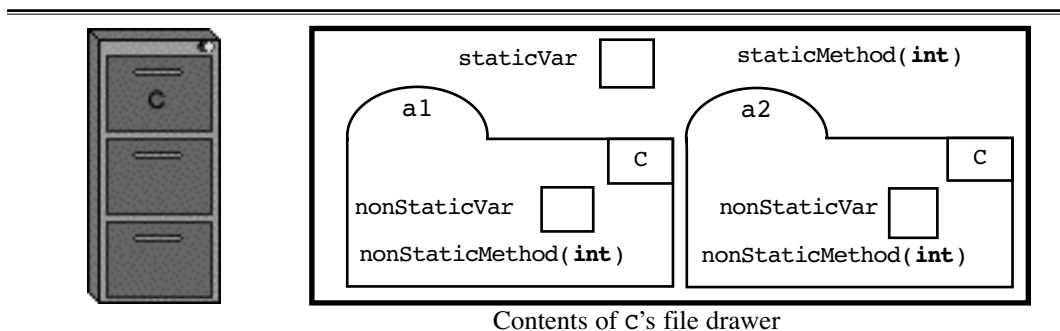 C
staticVar staticMethod(int)
a1 a2
C C
nonStaticVar nonStaticVar
nonStaticMethod(int) nonStaticMethod(int)
Contents of C's file drawer